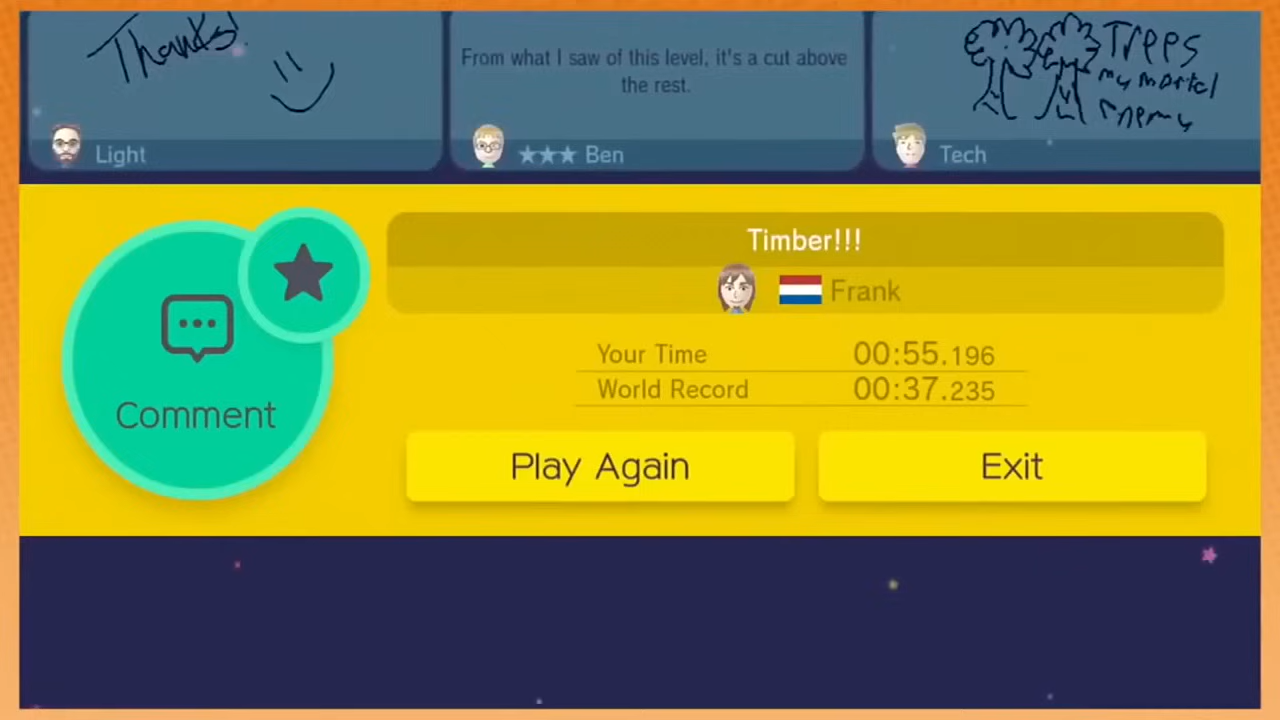 Thanks!
Light
From what I saw of this level, it's a cut above
the rest.
★★★ Ben
Trees
my mortal
enemy
Tech
Timber!!!
Frank
Comment
Your Time 00:55.196
World Record 00:37.235
Play Again
Exit